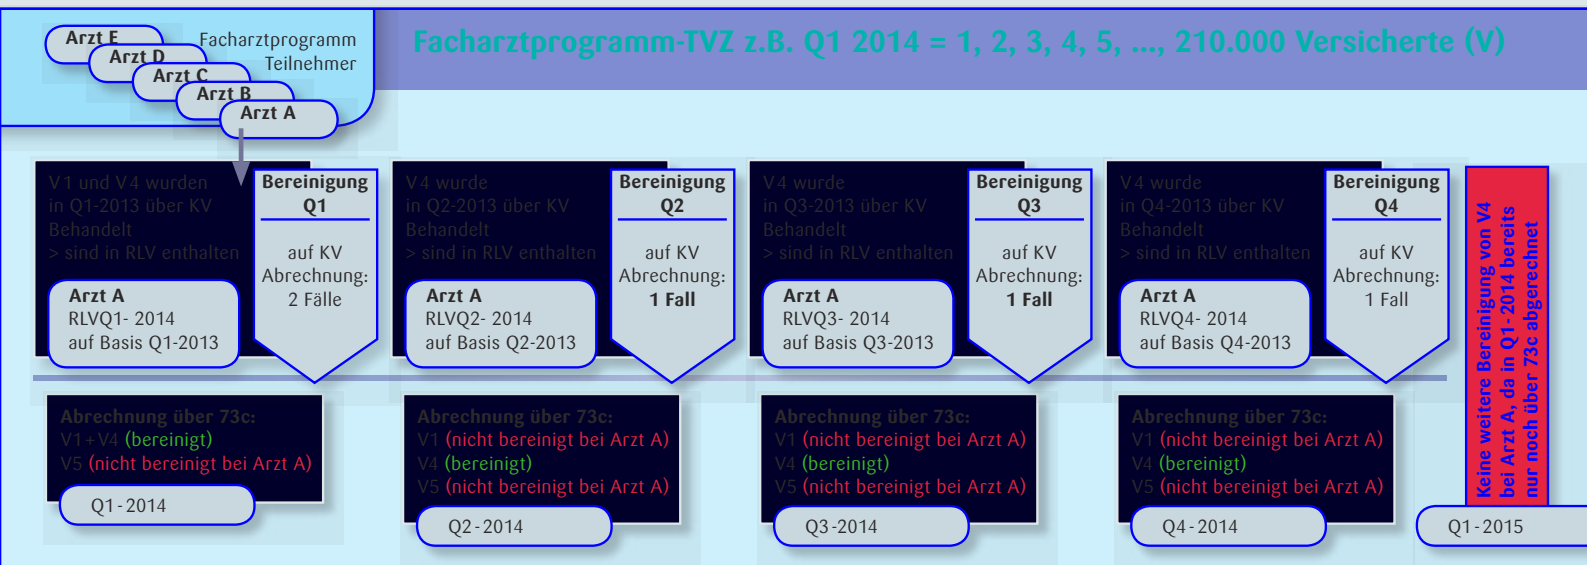 Arzt E
Arzt D
Arzt C
Arzt B
Arzt A
Facharztprogramm
Teilnehmer
Facharztprogramm-TVZ z.B. Q1 2014 = 1, 2, 3, 4, 5, ..., 210.000 Versicherte (V)
V1 und V4 wurden
in Q1-2013 über KV
Behandelt
> sind in RLV enthalten
Arzt A
RLVQ1- 2014
auf Basis Q1-2013
Bereinigung
Q1
auf KV
Abrechnung:
2 Fälle
V4 wurde
in Q2-2013 über KV
Behandelt
> sind in RLV enthalten
Arzt A
RLVQ2- 2014
auf Basis Q2-2013
Bereinigung
Q2
auf KV
Abrechnung:
1 Fall
V4 wurde
in Q3-2013 über KV
Behandelt
> sind in RLV enthalten
Arzt A
RLVQ3- 2014
auf Basis Q3-2013
Bereinigung
Q3
auf KV
Abrechnung:
1 Fall
V4 wurde
in Q4-2013 über KV
Behandelt
> sind in RLV enthalten
Arzt A
RLVQ4- 2014
auf Basis Q4-2013
Bereinigung
Q4
auf KV
Abrechnung:
1 Fall
Keine weitere Bereinigung von V4
bei Arzt A, da in Q1-2014 bereits
nur noch über 73c abgerechnet
Abrechnung über 73c:
V1+V4 (bereinigt)
V5 (nicht bereinigt bei Arzt A)
Q1-2014
Abrechnung über 73c:
V1 (nicht bereinigt bei Arzt A)
V4 (bereinigt)
V5 (nicht bereinigt bei Arzt A)
Q2-2014
Abrechnung über 73c:
V1 (nicht bereinigt bei Arzt A)
V4 (bereinigt)
V5 (nicht bereinigt bei Arzt A)
Q3-2014
Abrechnung über 73c:
V1 (nicht bereinigt bei Arzt A)
V4 (bereinigt)
V5 (nicht bereinigt bei Arzt A)
Q4-2014
Q1-2015